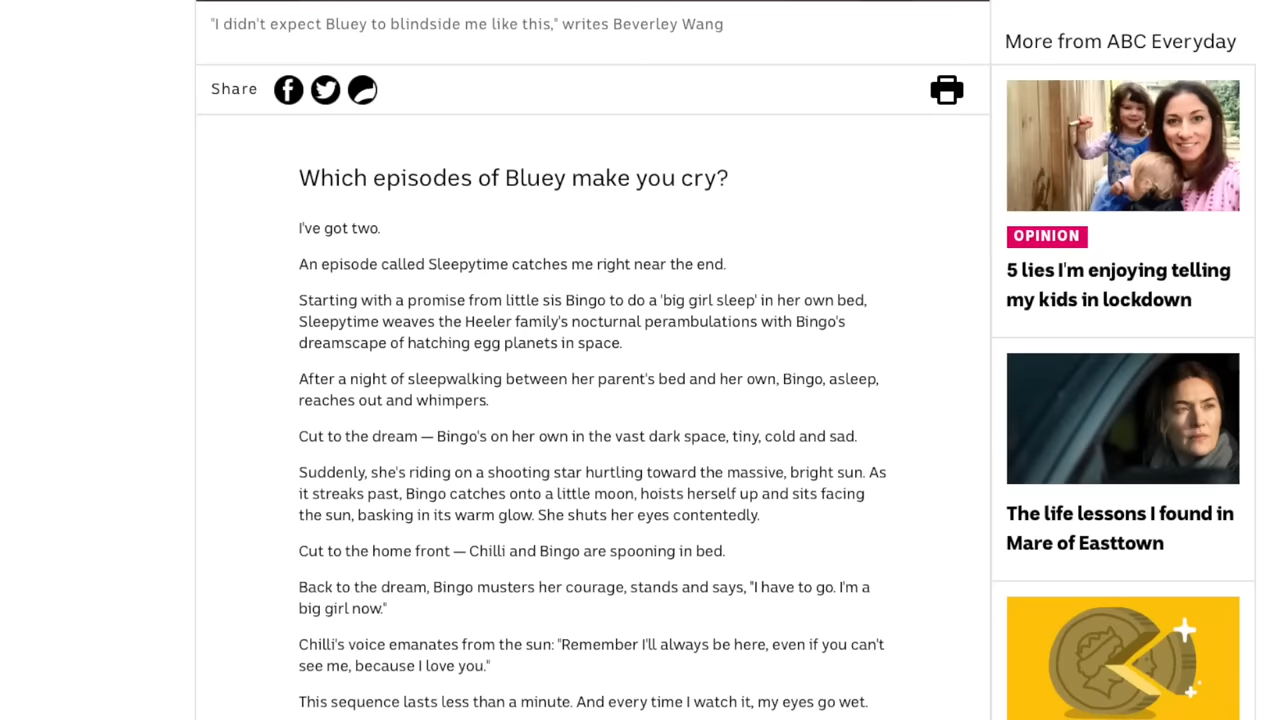 "I didn't expect Bluey to blindside me like this," writes Beverley Wang
Share
Which episodes of Bluey make you cry?
I've got two.
An episode called Sleepytime catches me right near the end.
Starting with a promise from little sis Bingo to do a 'big girl sleep' in her own bed,
Sleepytime weaves the Heeler family's nocturnal perambulations with Bingo's
dreamscape of hatching egg planets in space.
After a night of sleepwalking between her parent's bed and her own, Bingo, asleep,
reaches out and whimpers.
Cut to the dream — Bingo's on her own in the vast dark space, tiny, cold and sad.
Suddenly, she's riding on a shooting star hurtling toward the massive, bright sun. As
it streaks past, Bingo catches onto a little moon, hoists herself up and sits facing
the sun, basking in its warm glow. She shuts her eyes contentedly.
Cut to the home front — Chilli and Bingo are spooning in bed.
Back to the dream, Bingo musters her courage, stands and says, "I have to go. I'm a
big girl now."
Chilli's voice emanates from the sun: "Remember I'll always be here, even if you can't
see me, because I love you."
This sequence lasts less than a minute. And every time I watch it, my eyes go wet.
More from ABC Everyday
OPINION
5 lies I'm enjoying telling
my kids in lockdown
The life lessons I found in
Mare of Easttown